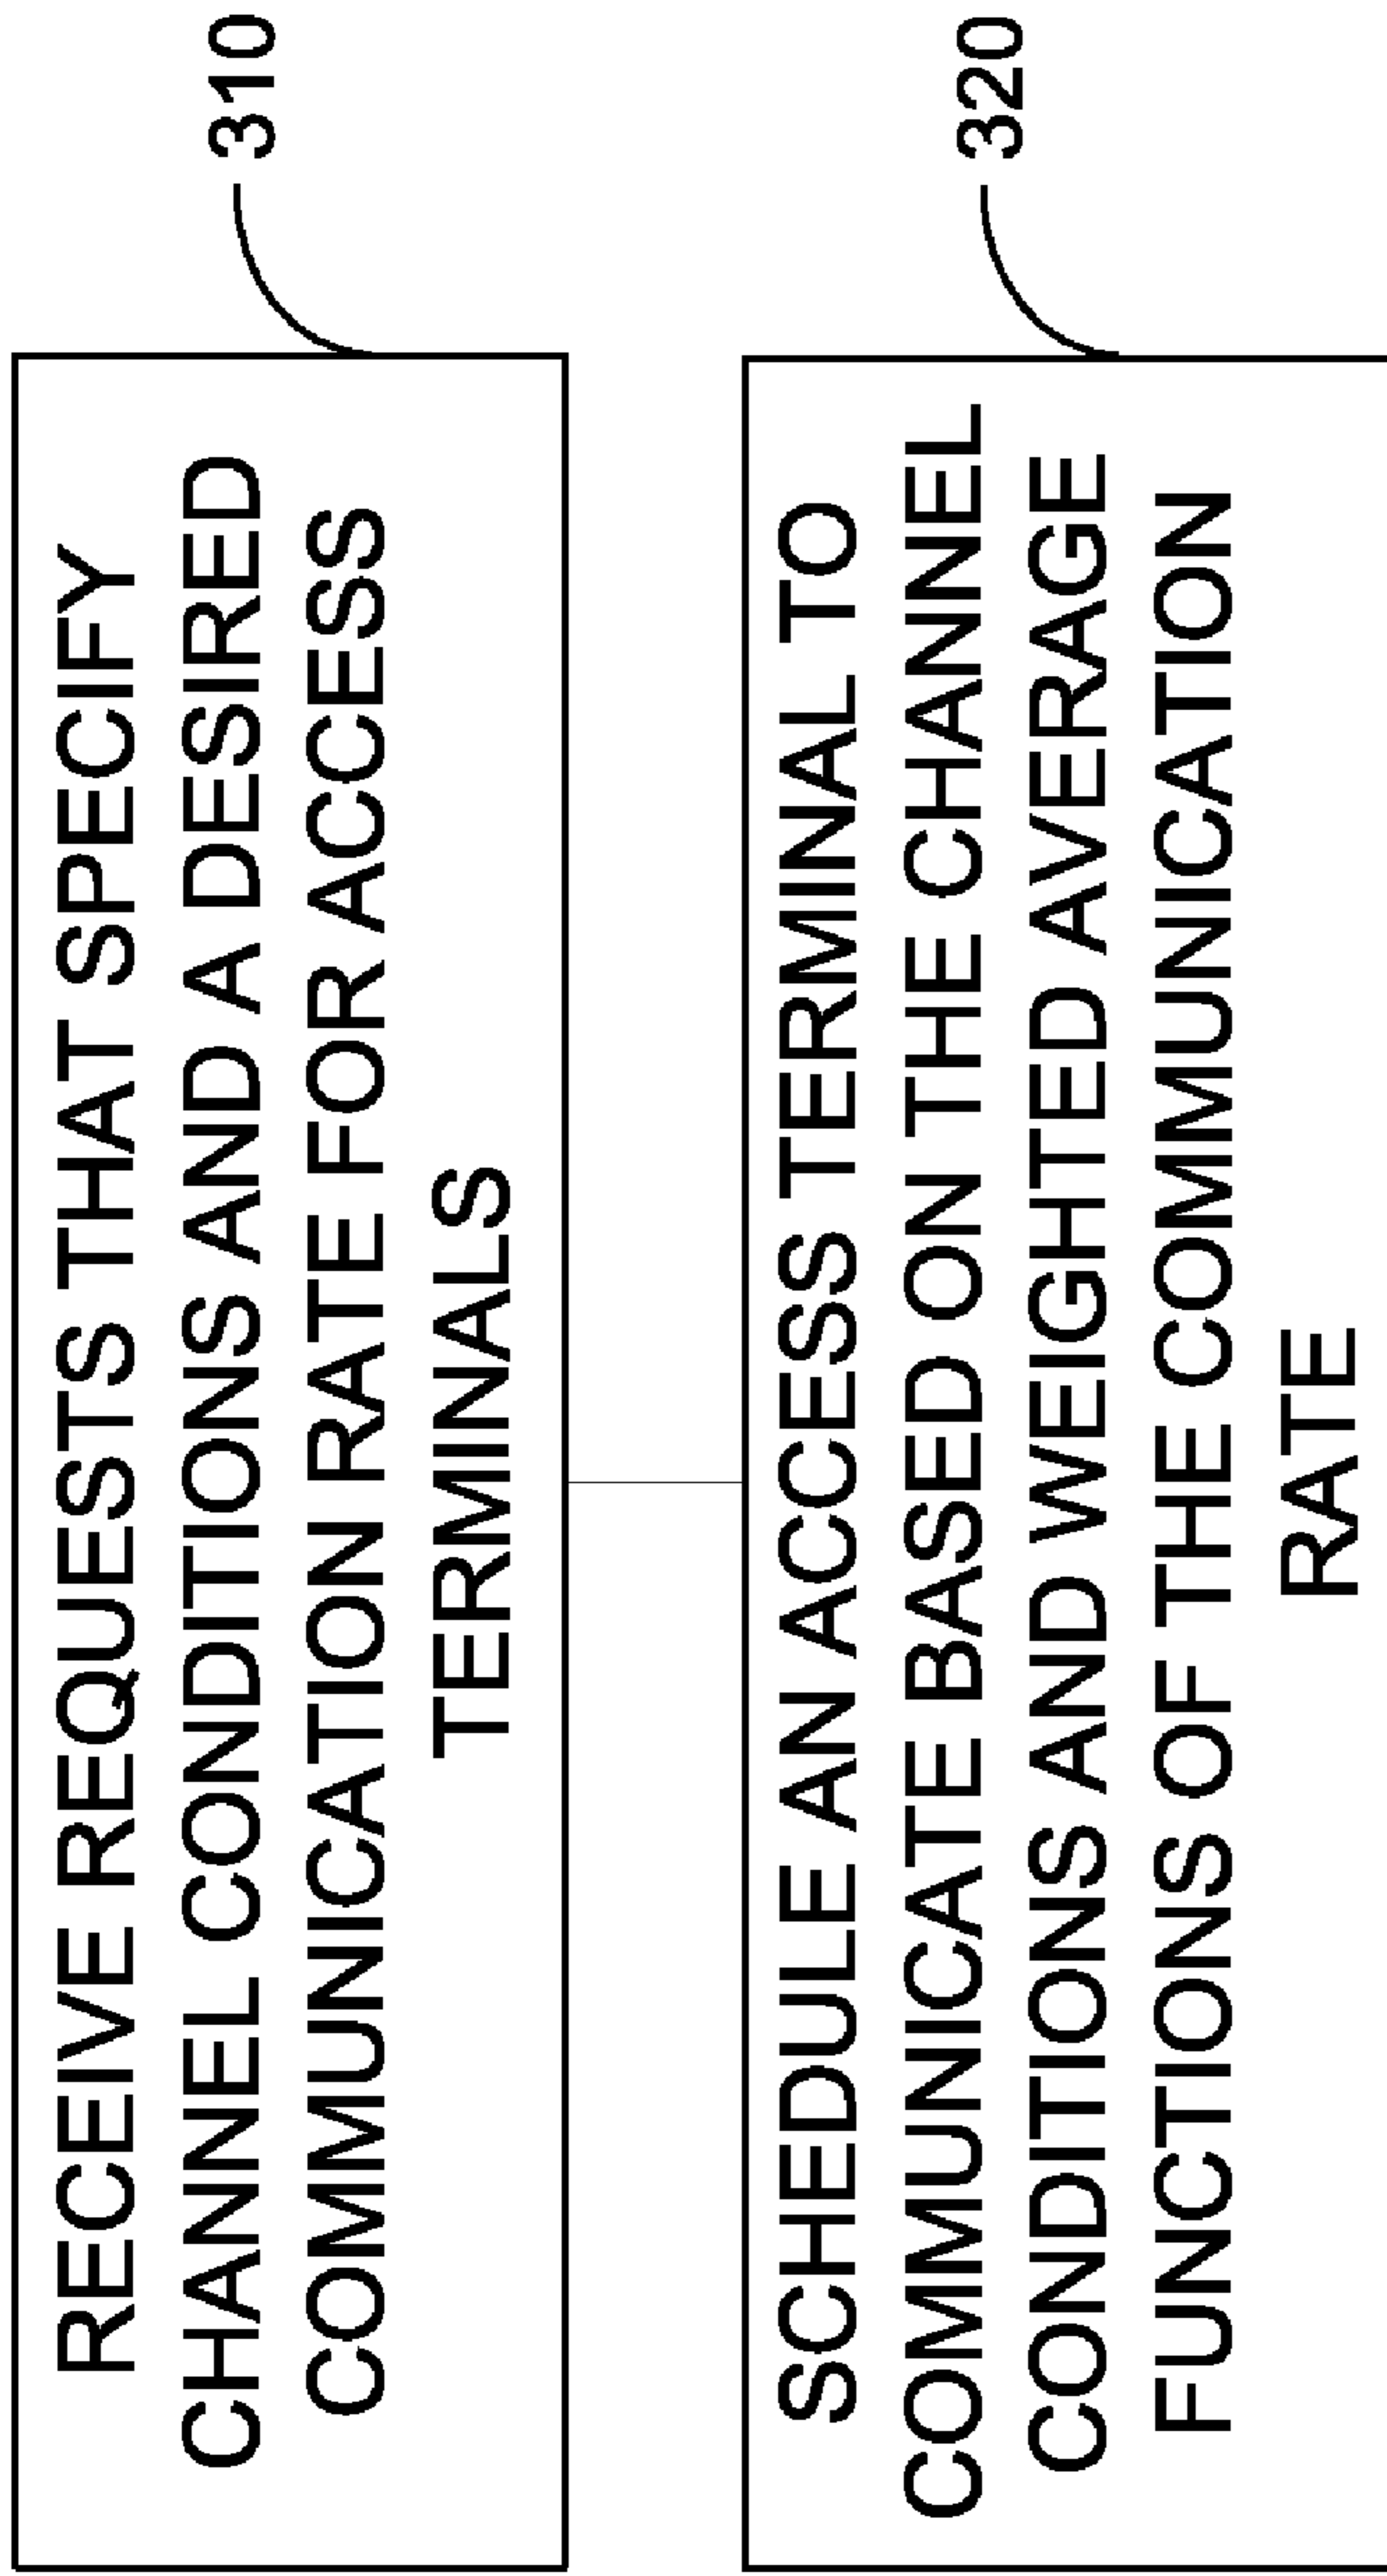 RECEIVE REQUESTS THAT SPECIFY
CHANNEL CONDITIONS AND A DESIRED
COMMUNICATION RATE FOR ACCESS
TERMINALS
310
SCHEDULE AN ACCESS TERMINAL TO
COMMUNICATE BASED ON THE CHANNEL
CONDITIONS AND WEIGHTED AVERAGE
FUNCTIONS OF THE COMMUNICATION
RATE
320